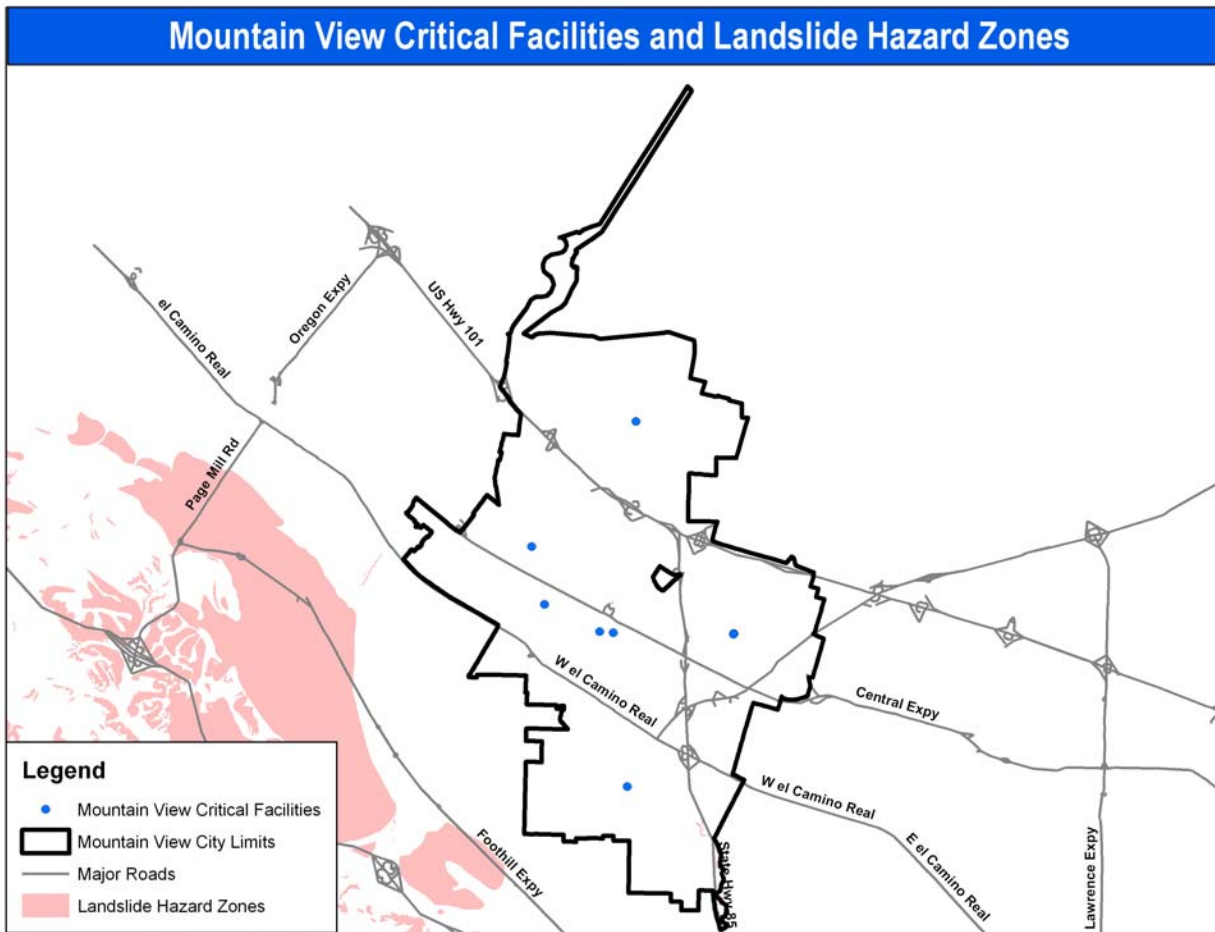 Mountain View Critical Facilities and Landslide Hazard Zones
el Camino Real
Oregon Expy
US Hwy 101
Page Mill Rd
W el Camino Real
Central Expy
W el Camino Real
E el Camino Real
Foothill Expy
State Hwy 85
Lawrence Expy
Legend
Mountain View Critical Facilities
Mountain View City Limits
Major Roads
Landslide Hazard Zones